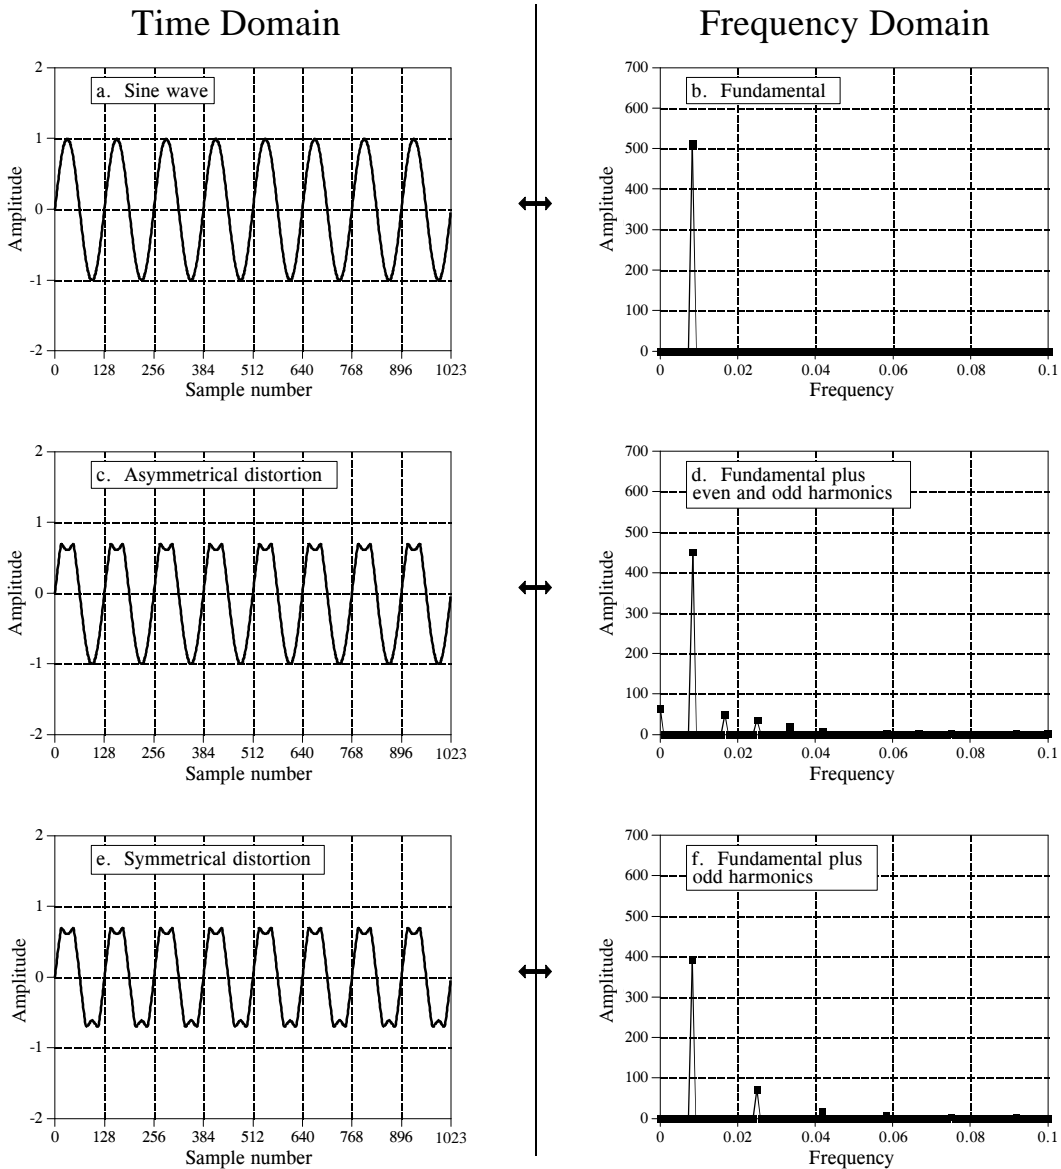 Time Domain
Frequency Domain
a. Sine wave
2
1
0
-1
-2
Amplitude
0 128 256 384 512 640 768 896 1023
Sample number
b. Fundamental
700
600
500
400
300
200
100
0
Amplitude
0 0.02 0.04 0.06 0.08 0.1
Frequency
c. Asymmetrical distortion
2
1
0
-1
-2
Amplitude
0 128 256 384 512 640 768 896 1023
Sample number
d. Fundamental plus
even and odd harmonics
700
600
500
400
300
200
100
0
Amplitude
0 0.02 0.04 0.06 0.08 0.1
Frequency
e. Symmetrical distortion
2
1
0
-1
-2
Amplitude
0 128 256 384 512 640 768 896 1023
Sample number
f. Fundamental plus
odd harmonics
700
600
500
400
300
200
100
0
Amplitude
0 0.02 0.04 0.06 0.08 0.1
Frequency